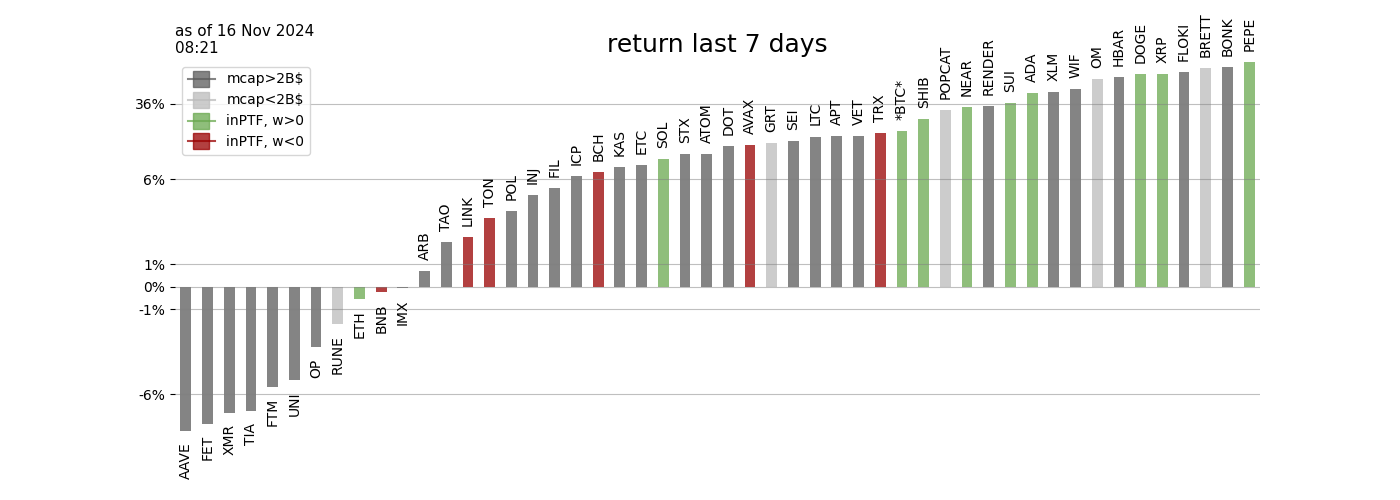 as of 16 Nov 2024
08:21
return last 7 days
mcap>2B$
mcap<2B$
inPTF, w>0
inPTF, w<0
36%
6%
1%
0%
-1%
-6%
AAVE
FET
XMR
TIA
FTM
UNI
OP
RUNE
ETH
BNB
IMX
ARB
TAO
LINK
TON
POL
INJ
FIL
ICP
BCH
KAS
ETC
SOL
STX
ATOM
DOT
AVAX
GRT
SEI
LTC
APT
VET
TRX
*BTC*
SHIB
POPCAT
NEAR
RENDER
SUI
ADA
XLM
WIF
OM
HBAR
DOGE
XRP
FLOKI
BRETT
BONK
PEPE